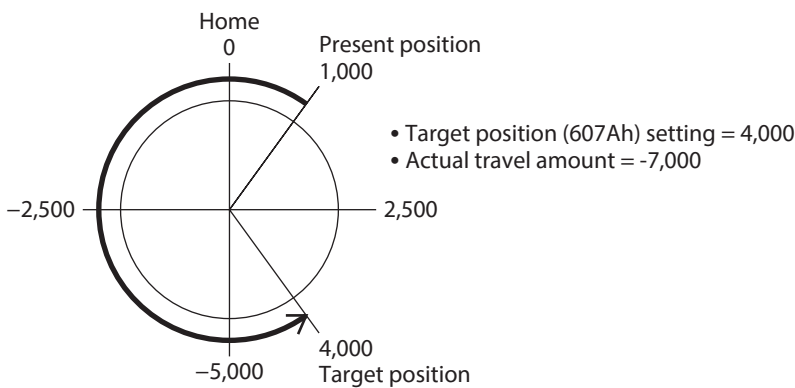 Home
0
Present position
1,000
• Target position (607Ah) setting = 4,000
• Actual travel amount = -7,000
−2,500
2,500
4,000
Target position
−5,000